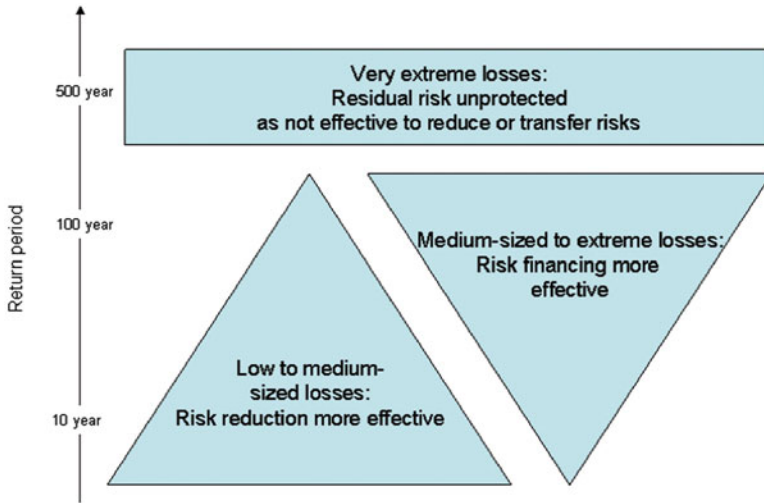 Return period
500 year
100 year
10 year
Very extreme losses:
Residual risk unprotected
as not effective to reduce or transfer risks
Medium-sized to extreme losses:
Risk financing more
effective
Low to medium-
sized losses:
Risk reduction more effective